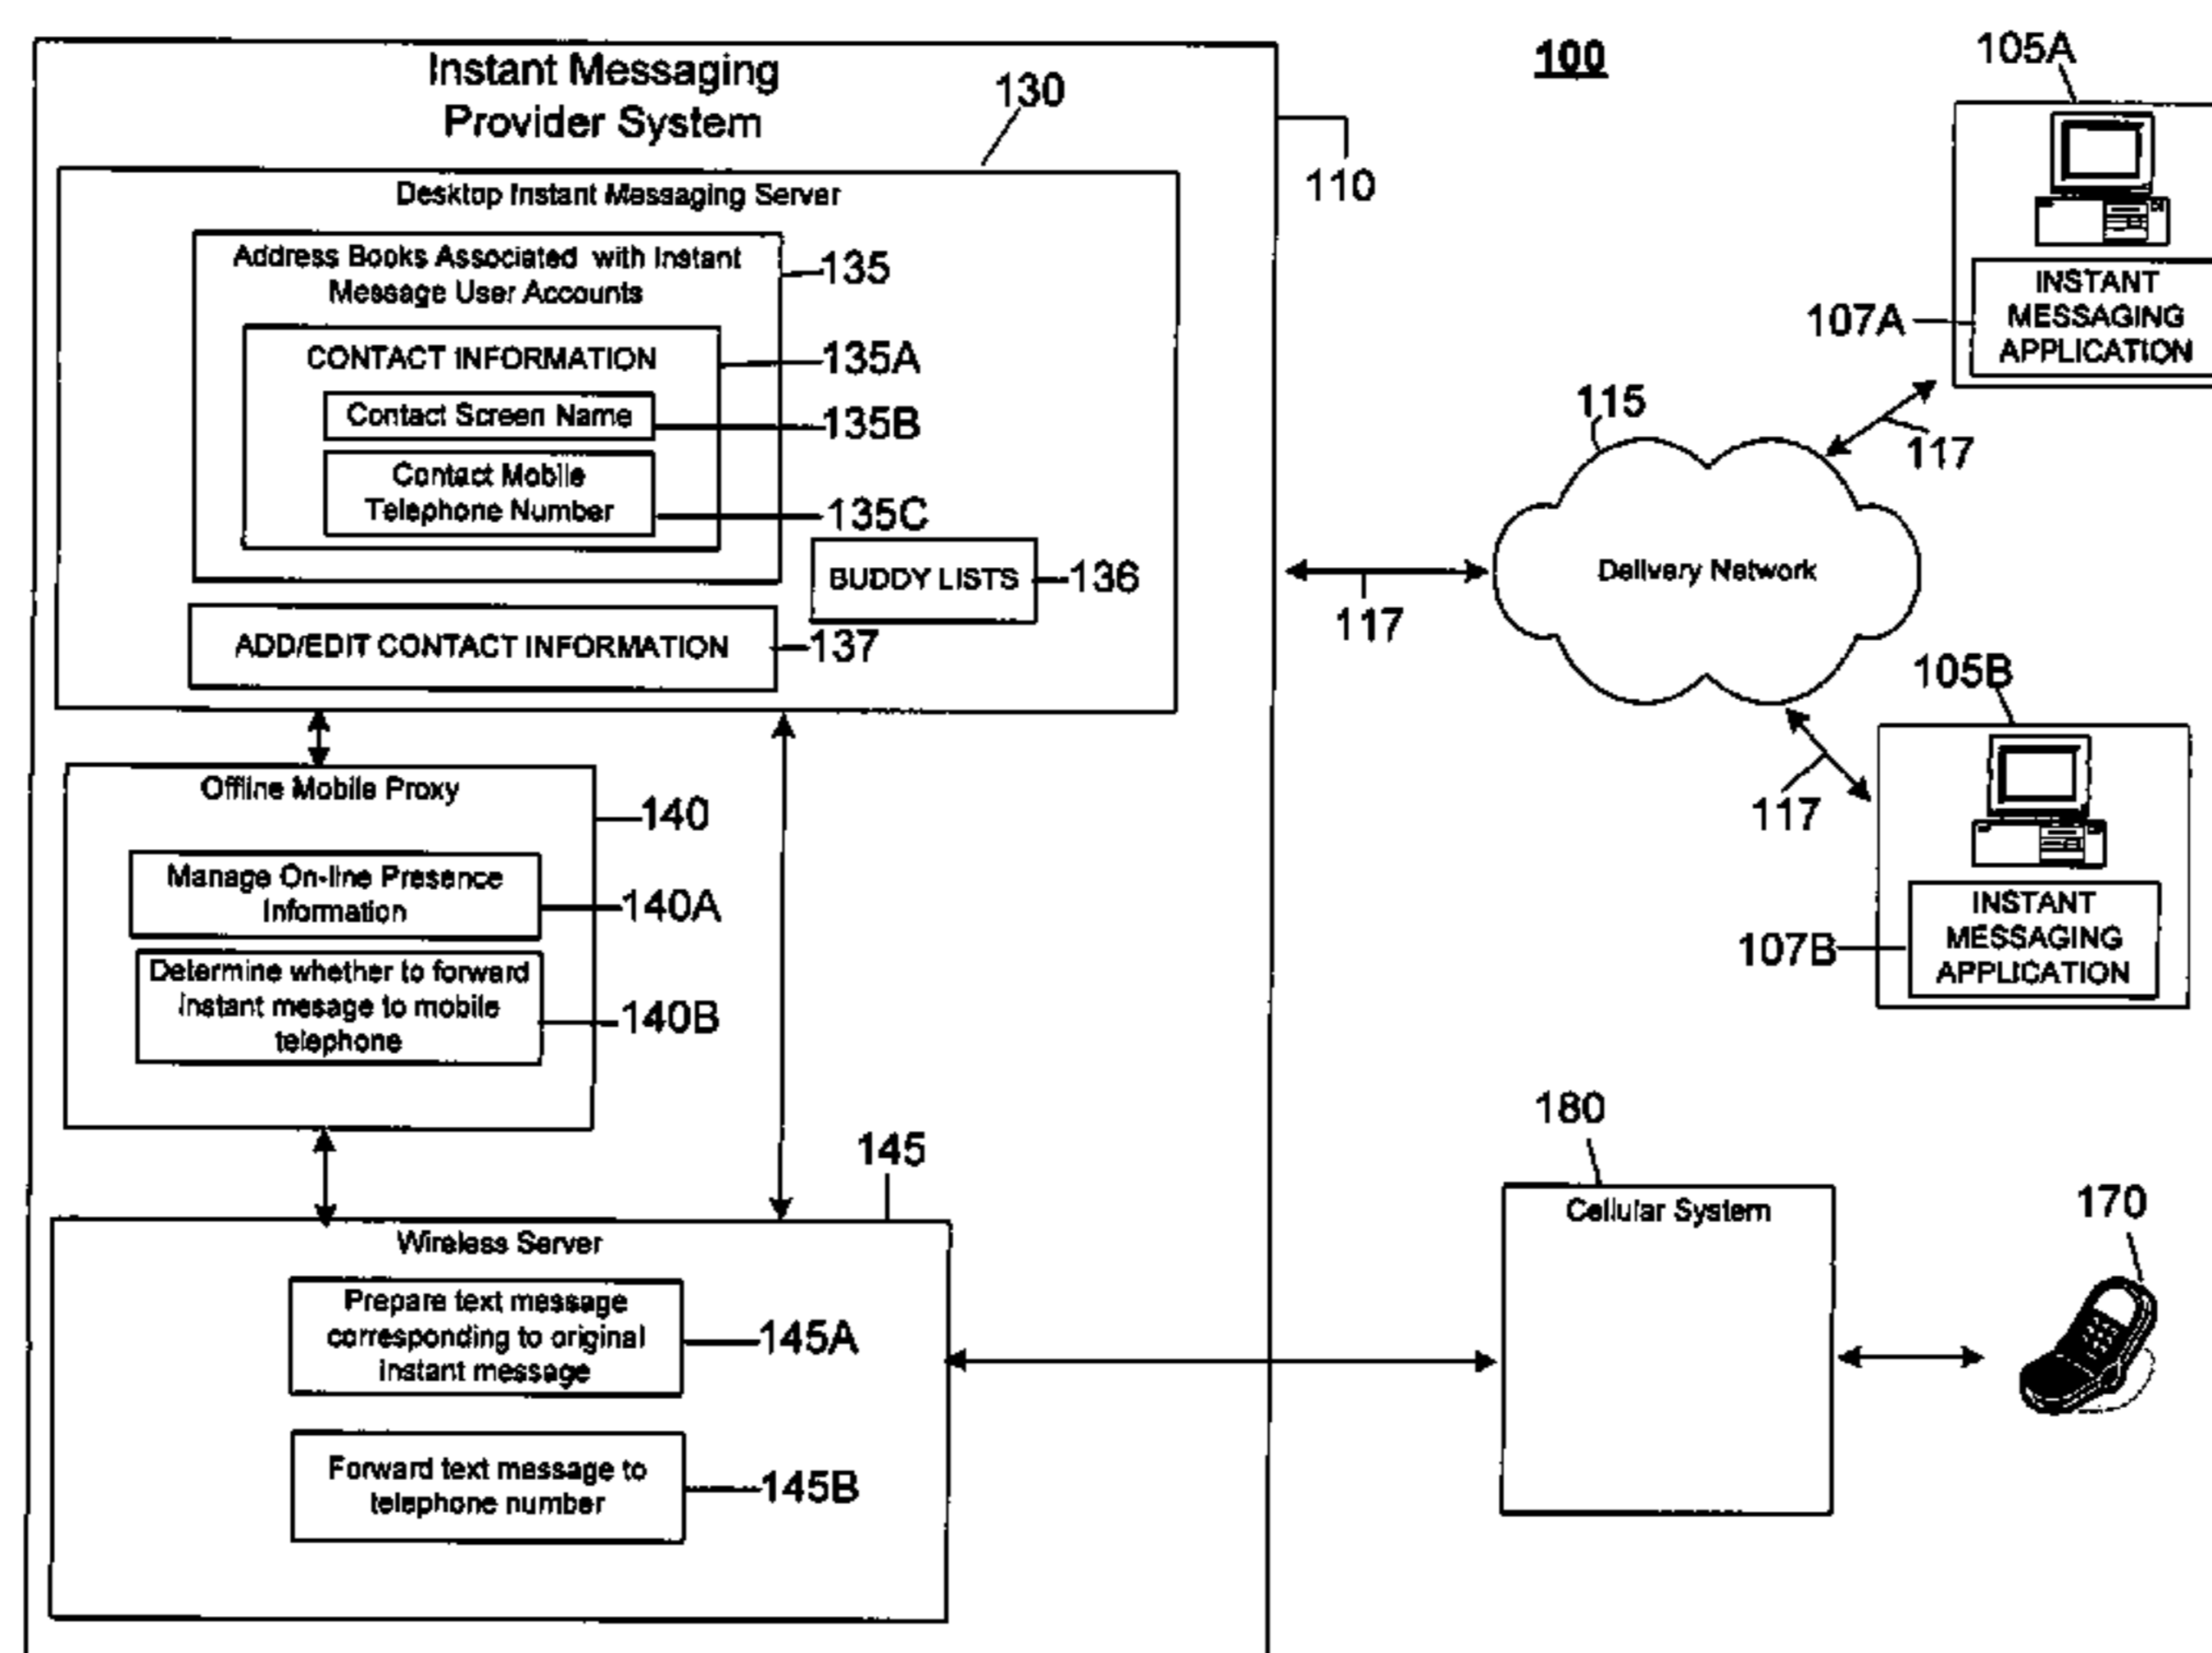 Instant Messaging
Provider System
100
105A
130
110
Desktop Instant Messaging Server
Address Books Associated with Instant
Message User Accounts
135
CONTACT INFORMATION
135A
Contact Screen Name
135B
Contact Mobile
Telephone Number
135C
BUDDY LISTS
136
ADD/EDIT CONTACT INFORMATION
137
INSTANT
MESSAGING
APPLICATION
107A
115
117
Delivery Network
117
105B
117
INSTANT
MESSAGING
APPLICATION
107B
Offline Mobile Proxy
140
Manage On-line Presence
Information
140A
Determine whether to forward
instant mesage to mobile
telephone
140B
145
Wireless Server
Prepare text message
corresponding to original
instant message
145A
Forward text message to
telephone number
145B
180
Cellular System
170